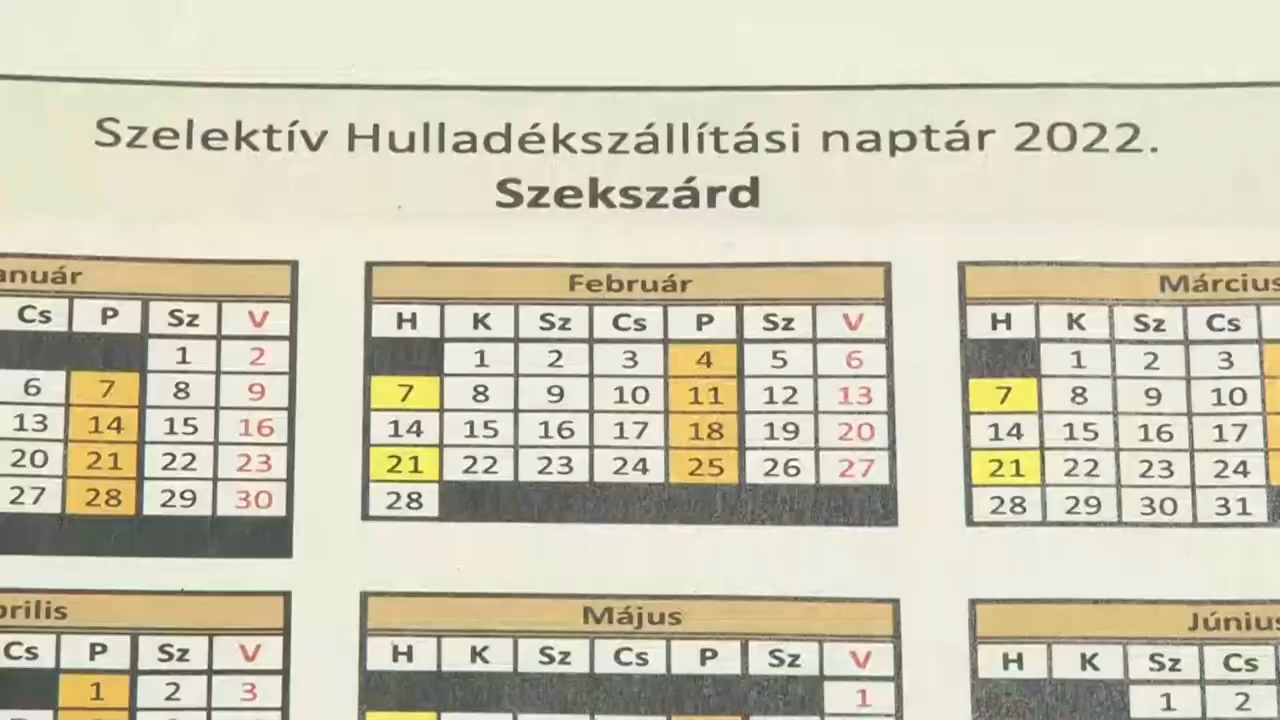 Szelektív Hulladékszállítási naptár 2022.
Szekszárd
Február Március
Cs P Sz V H K Sz Cs P Sz V H K Sz Cs
1 2 1 2 3 4 5 6 1 2 3
6 7 8 9 7 8 9 10 11 12 13 7 8 9 10
13 14 15 16 14 15 16 17 18 19 20 14 15 16 17
20 21 22 23 21 22 23 24 25 26 27 21 22 23 24
27 28 29 30 28 28 29 30 31
Május Június
Cs P Sz V H K Sz Cs P Sz V H K Sz Cs
1 2 3 1 1 2